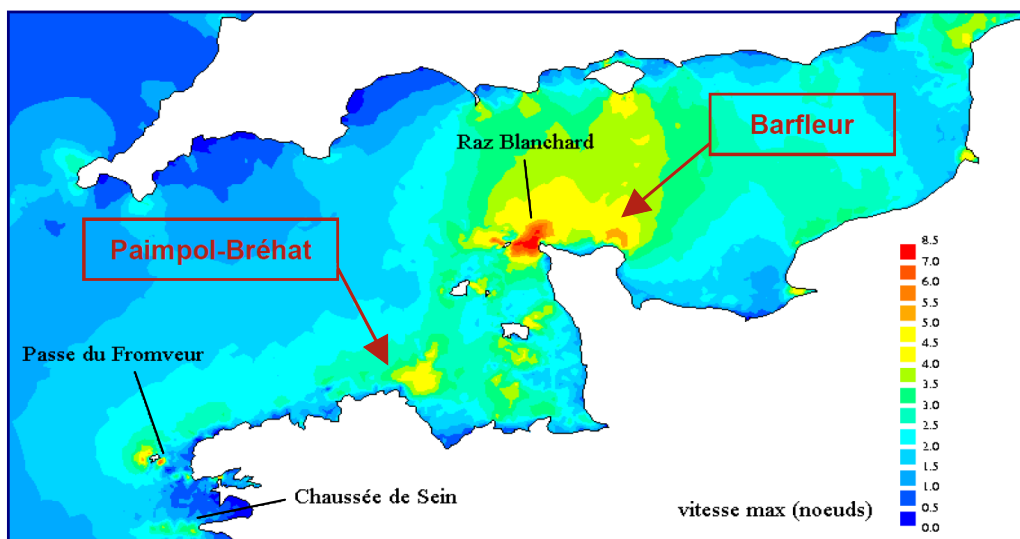 Raz Blanchard
Barfleur
Paimpol-Bréhat
Passe du Fromveur
Chaussée de Sein
vitesse max (noeuds)
8.5
7.0
6.0
5.5
5.0
4.5
4.0
3.5
3.0
2.5
2.0
1.5
1.0
0.5
0.0